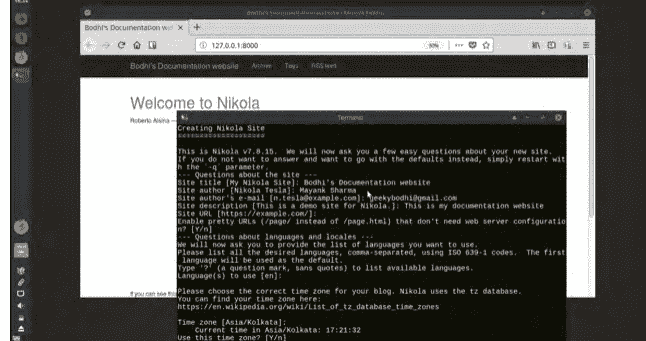 Bodhi's Documentation we
127.0.0.1:8000
90%
Bodhi's Documentation website Archive Tags RSS feed
Welcome to Nikola
Roberto Alsina —
Terminal
Creating Nikola Site
====================
This is Nikola v7.8.15. We will now ask you a few easy questions about your new site.
If you do not want to answer and want to go with the defaults instead, simply restart wit
h the `-q` parameter.
--- Questions about the site ---
Site title [My Nikola Site]: Bodhi's Documentation website
Site author [Nikola Tesla]: Mayank Sharma
Site author's e-mail [n.tesla@example.com]: geekybodhi@gmail.com
Site description [This is a demo site for Nikola.]: This is my documentation website
Site URL [https://example.com/]:
Enable pretty URLs (/page/ instead of /page.html) that don't need web server configuratio
n? [Y/n]
--- Questions about languages and locales ---
We will now ask you to provide the list of languages you want to use.
Please list all the desired languages, comma-separated, using ISO 639-1 codes. The first
language will be used as the default.
Type '?' (a question mark, sans quotes) to list available languages.
Language(s) to use [en]:
Please choose the correct time zone for your blog. Nikola uses the tz database.
You can find your time zone here:
https://en.wikipedia.org/wiki/List_of_tz_database_time_zones
If you can see this
Time zone [Asia/Kolkata]:
Current time in Asia/Kolkata: 17:21:32
Use this time zone? [Y/n]